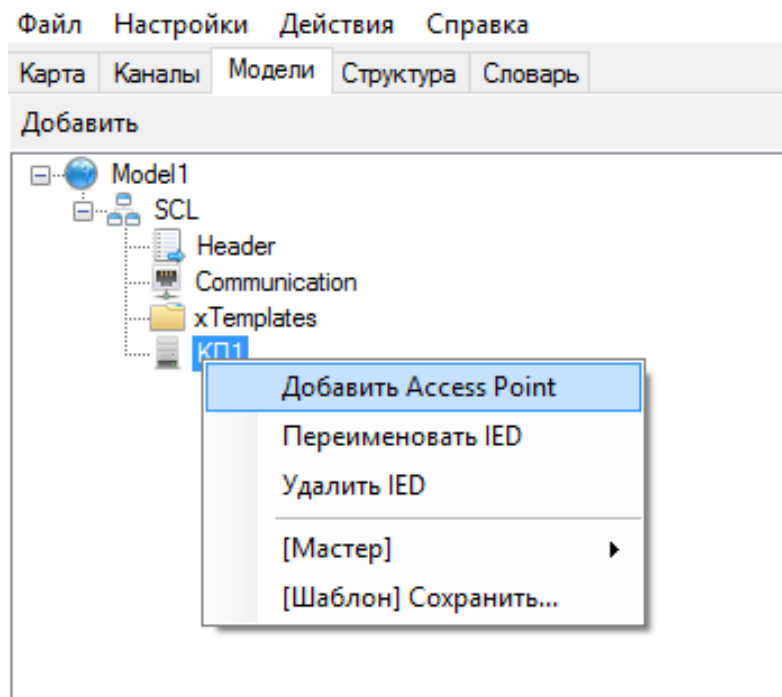 Файл Настройки Действия Справка
Карта Каналы Модели Структура Словарь
Добавить
Model1
SCL
Header
Communication
xTemplates
КП1
Добавить Access Point
Переименовать IED
Удалить IED
[Мастер]
[Шаблон] Сохранить...